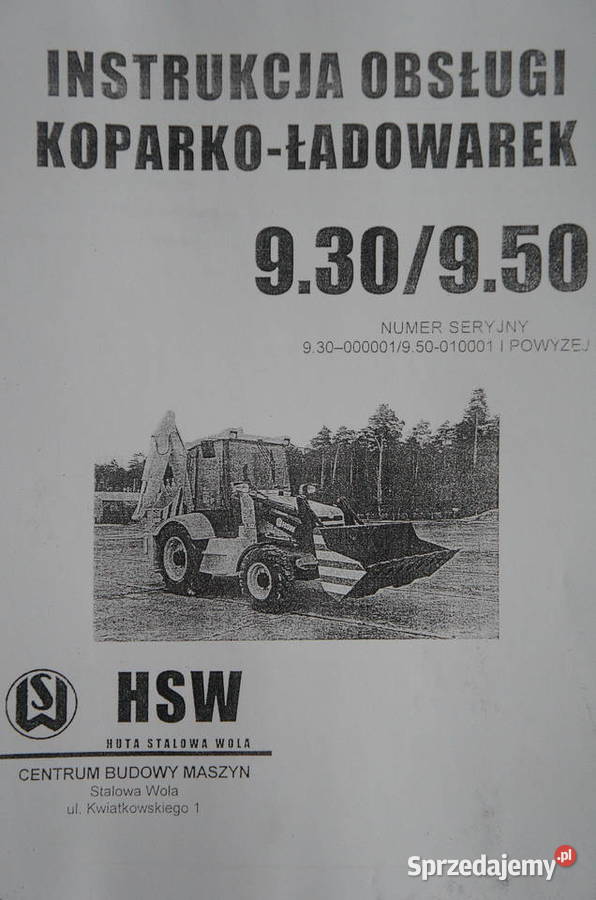 INSTRUKCJA OBSŁUGI
KOPARKO-ŁADOWAREK
9.30/9.50
NUMER SERYJNY
9.30–000001/9.50-010001 I POWYŻEJ
HSW
HUTA STALOWA WOLA
CENTRUM BUDOWY MASZYN
Stalowa Wola
ul. Kwiatkowskiego 1
Sprzedajemy.pl